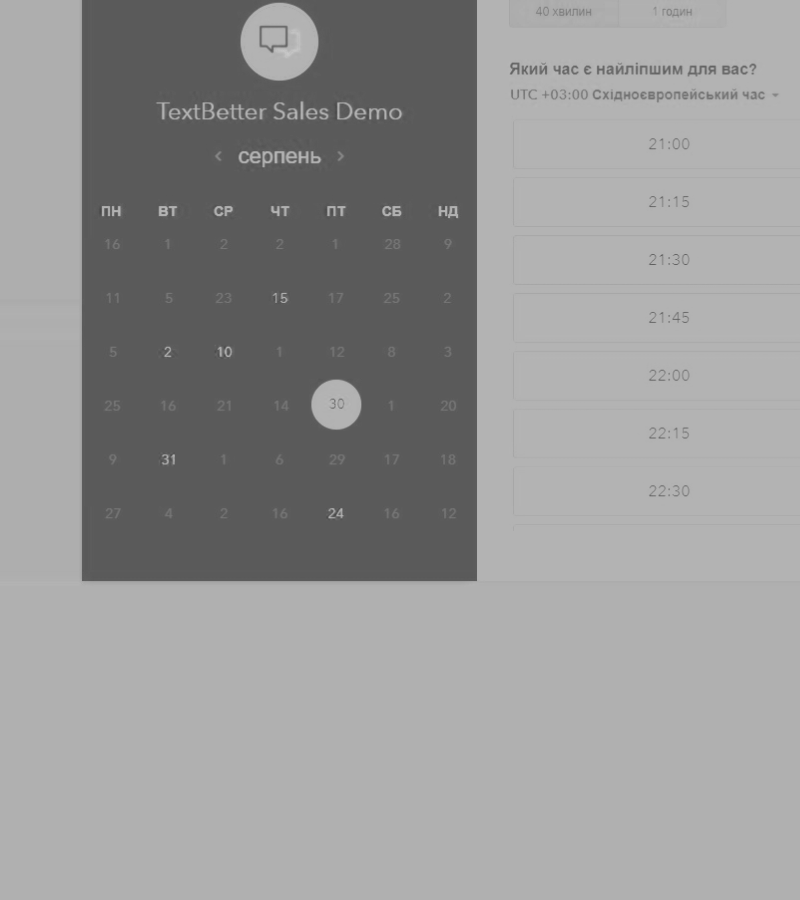 TextBetter Sales Demo
‹ серпень ›
ПН ВТ СР ЧТ ПТ СБ НД
16 1 2 2 1 28 9
11 5 23 15 17 25 2
5 2 10 1 12 8 3
25 16 21 14 30 1 20
9 31 1 6 29 17 18
27 4 2 16 24 16 12
40 хвилин 1 годин
Який час є найліпшим для вас?
UTC +03:00 Східноєвропейський час
21:00
21:15
21:30
21:45
22:00
22:15
22:30